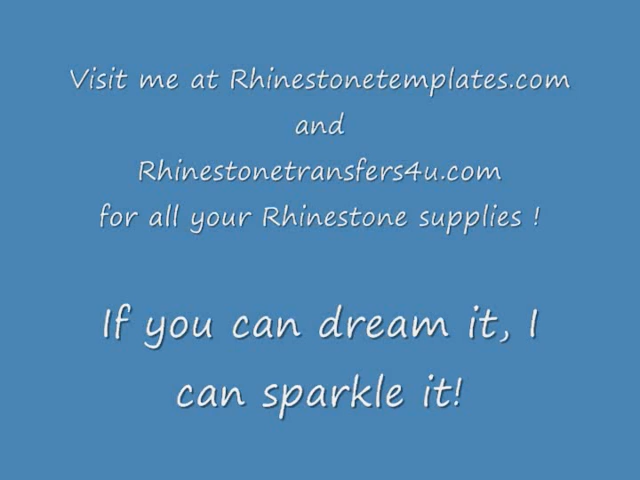 Visit me at Rhinestonetemplates.com
and
Rhinestonetransfers4u.com
for all your Rhinestone supplies !
If you can dream it, I
can sparkle it!